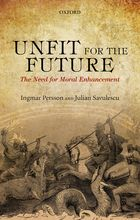 OXFORD
UNFIT FOR THE
FUTURE
The Need for Moral Enhancement
Ingmar Persson AND Julian Savulescu